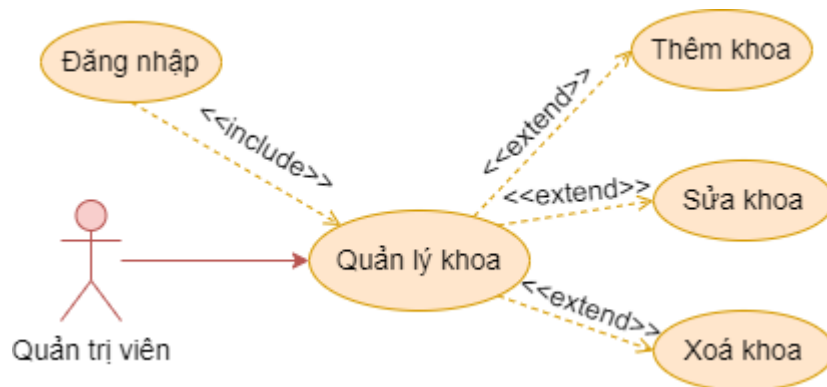 Đăng nhập
<<include>>
Thêm khoa
<<extend>>
Sửa khoa
<<extend>>
Quản lý khoa
<<extend>>
Xoá khoa
Quản trị viên